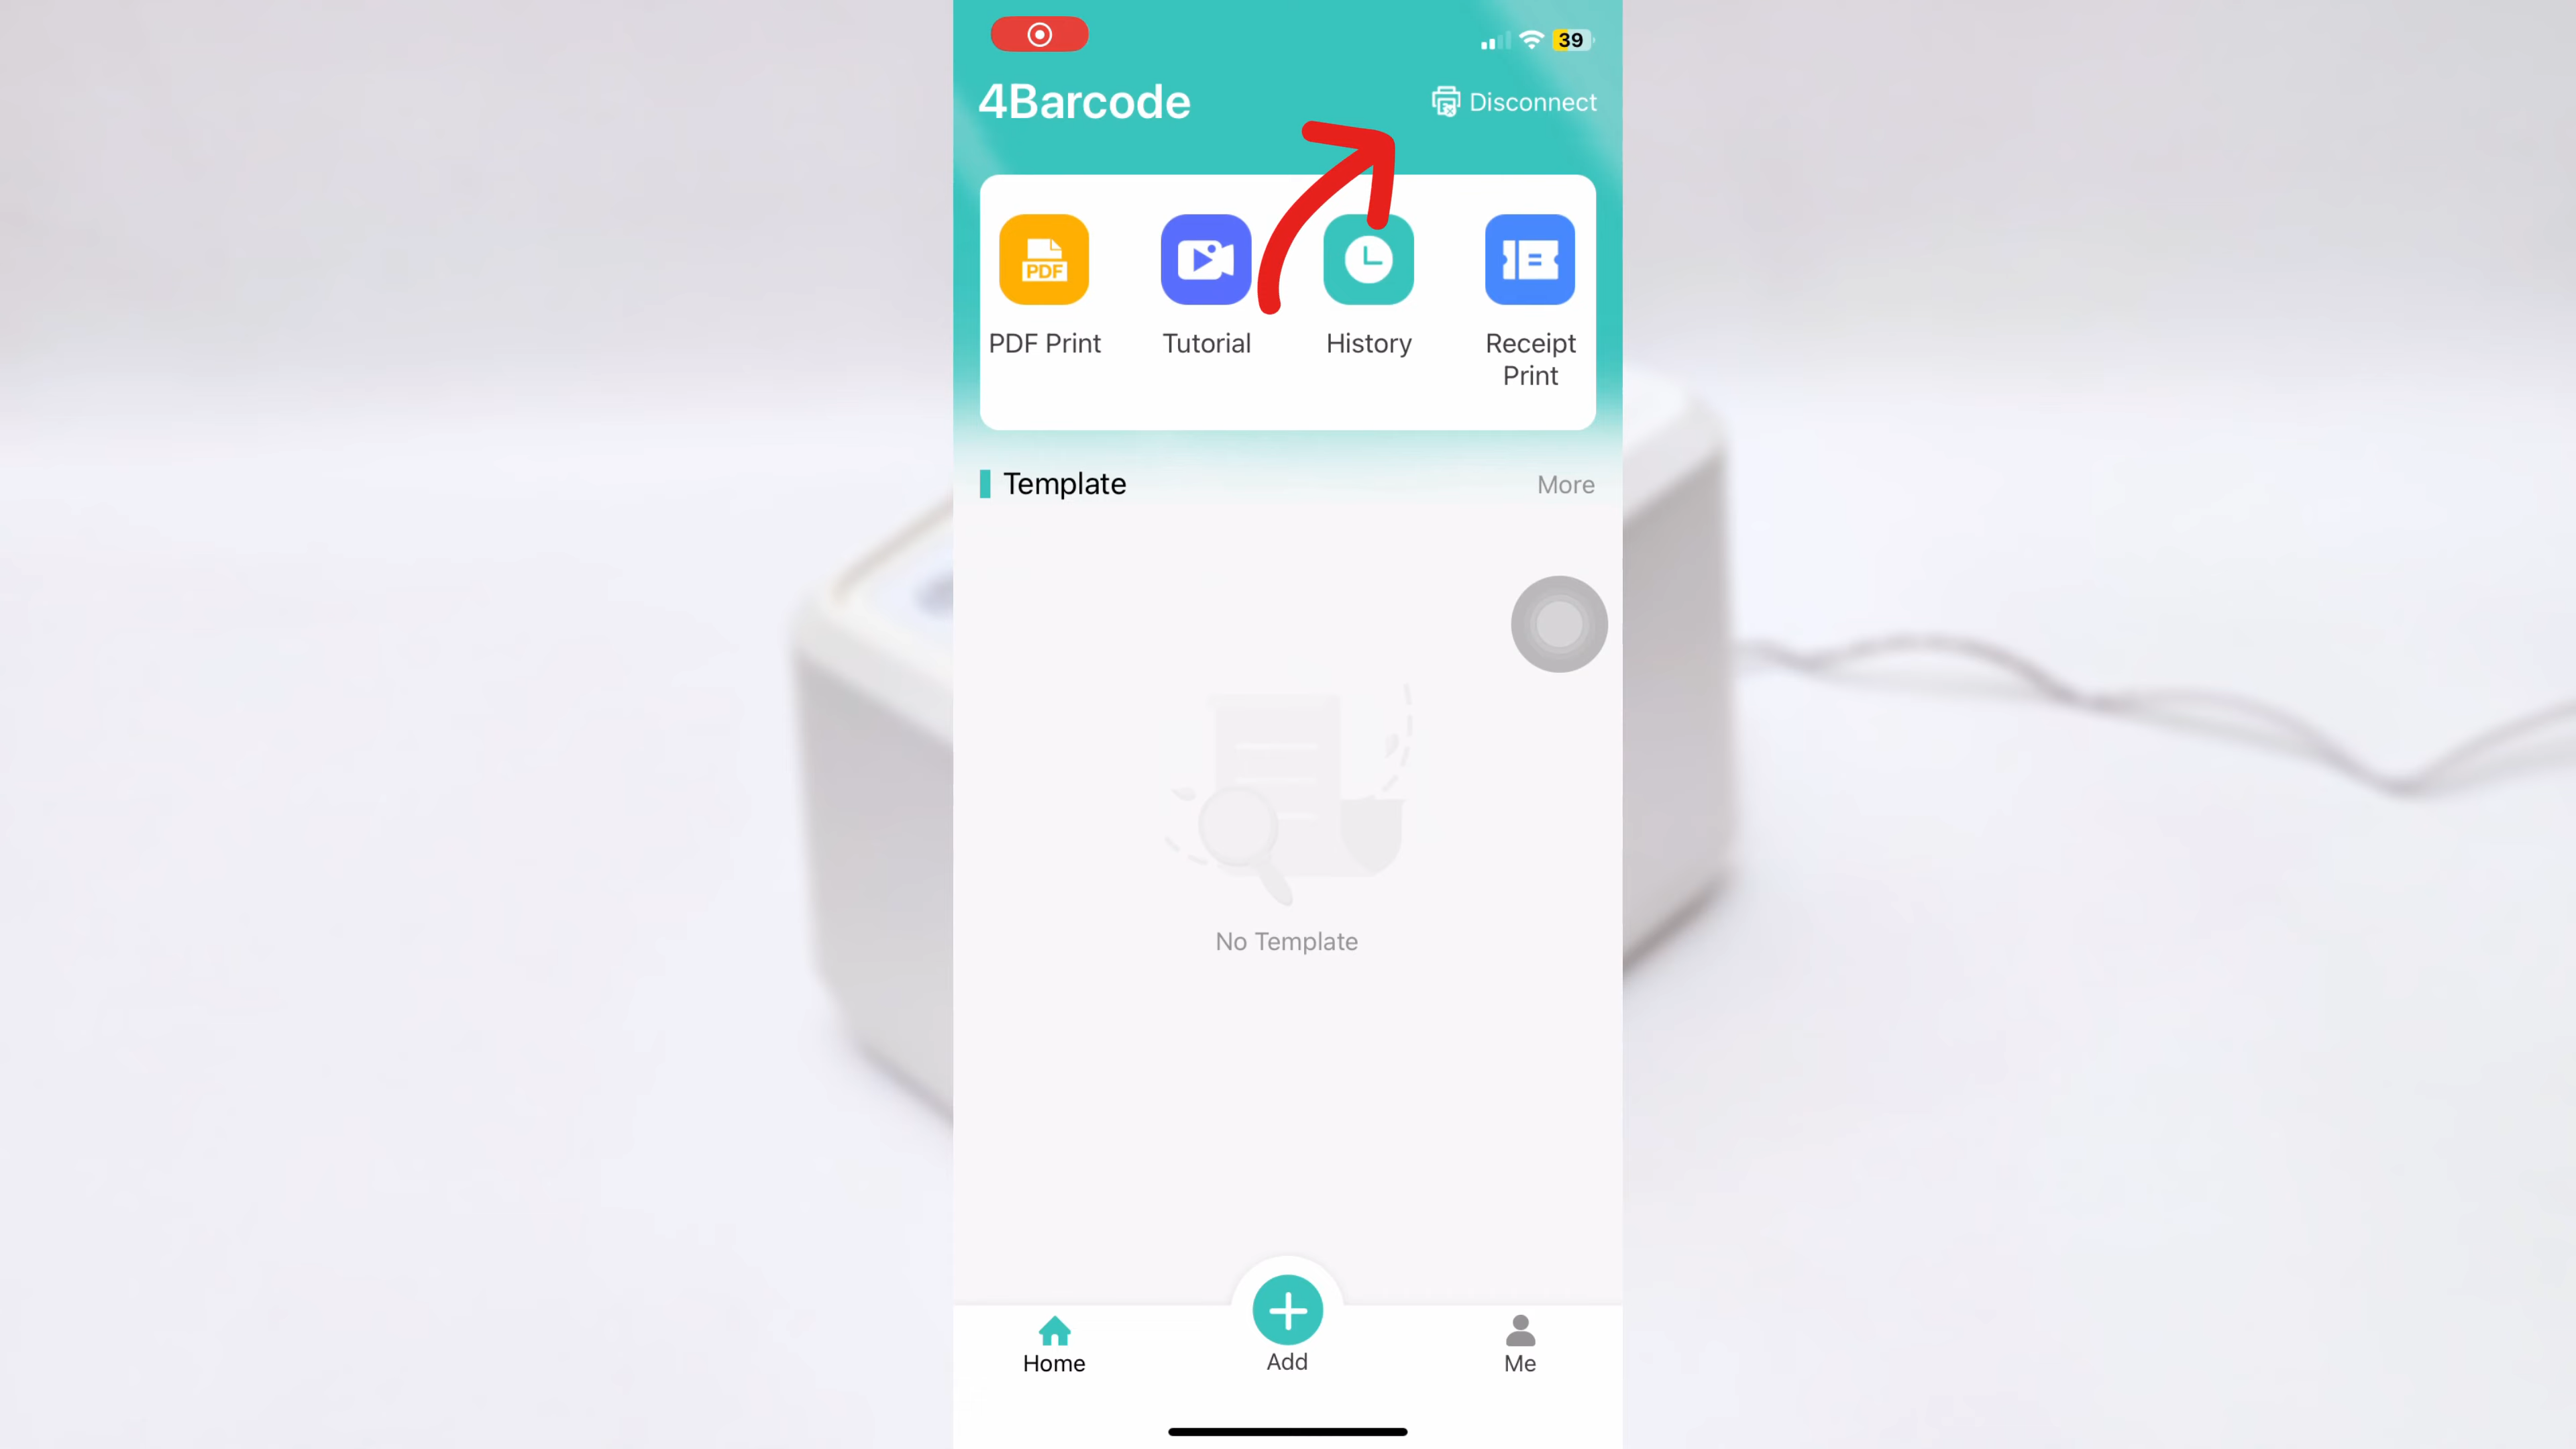 39
4Barcode
Disconnect
PDF
PDF Print
Tutorial
History
Receipt
Print
Template
More
No Template
Home
Add
Me